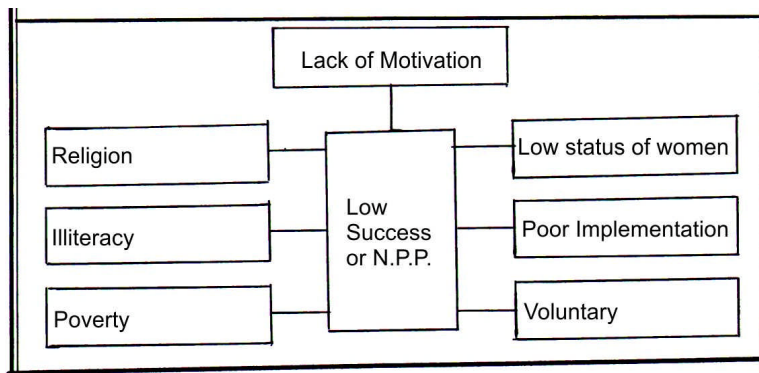 Lack of Motivation
Religion
Low status of women
Illiteracy
Low
Success
or N.P.P.
Poor Implementation
Poverty
Voluntary